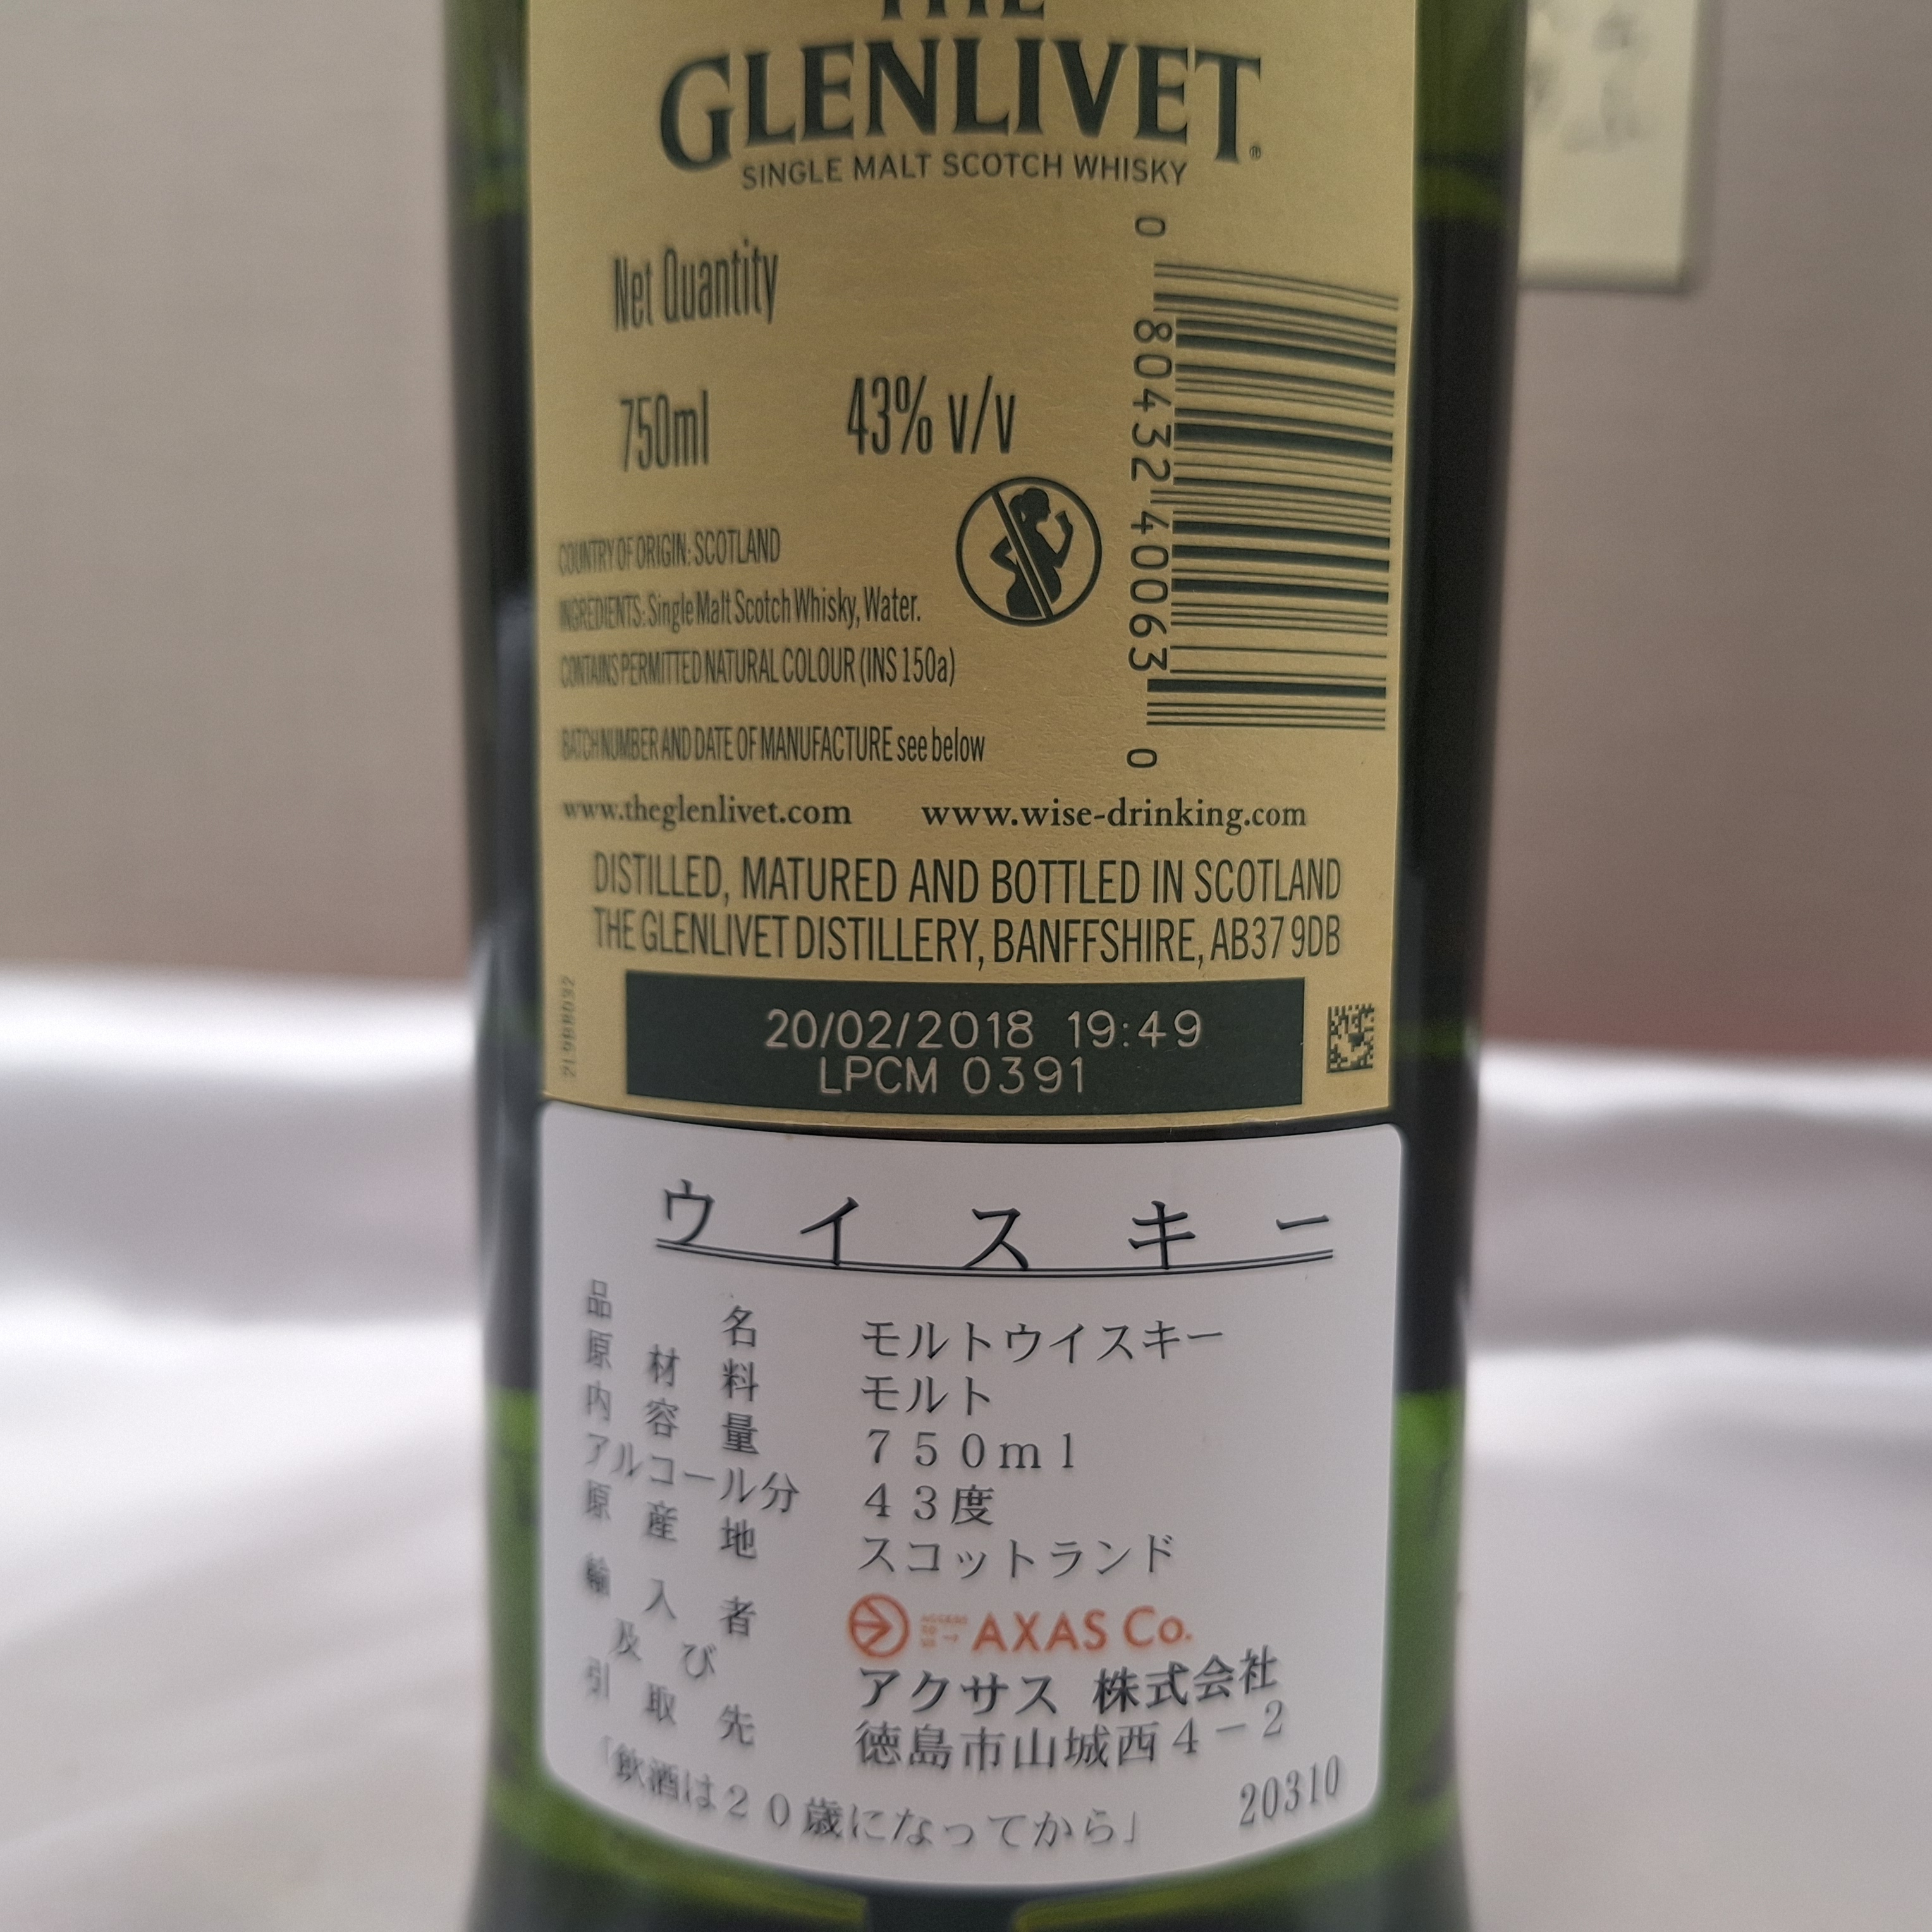 THE
GLENLIVET®
SINGLE MALT SCOTCH WHISKY
Net Quantity
750ml 43% v/v
0 80432 40063 0
COUNTRY OF ORIGIN: SCOTLAND
INGREDIENTS: Single Malt Scotch Whisky, Water.
CONTAINS PERMITTED NATURAL COLOUR (INS 150a)
BATCH NUMBER AND DATE OF MANUFACTURE see below
www.theglenlivet.com www.wise-drinking.com
DISTILLED, MATURED AND BOTTLED IN SCOTLAND
THE GLENLIVET DISTILLERY, BANFFSHIRE, AB37 9DB
20/02/2018 19:49
LPCM 0391
ウイスキー
品名 モルトウイスキー
原材料 モルト
内容量 750ml
アルコール分 43度
原産地 スコットランド
輸入者 AXAS Co.
及び アクサス 株式会社
引取先 徳島市山城西4-2
「飲酒は20歳になってから」 20310